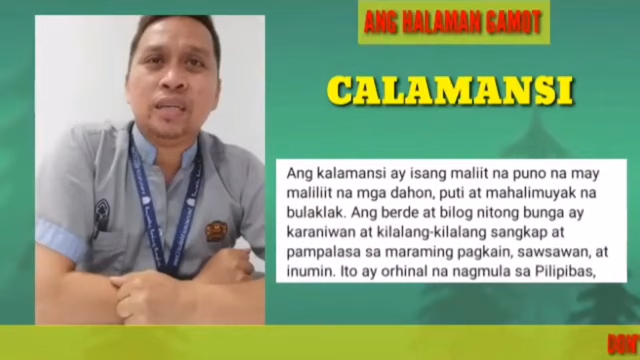 ANG HALAMAN GAMOT
CALAMANSI
Ang kalamansi ay isang maliit na puno na may
maliliit na mga dahon, puti at mahalimuyak na
bulaklak. Ang berde at bilog nitong bunga ay
karaniwan at kilalang-kilalang sangkap at
pampalasa sa maraming pagkain, sawsawan, at
inumin. Ito ay orhinal na nagmula sa Pilipibas,